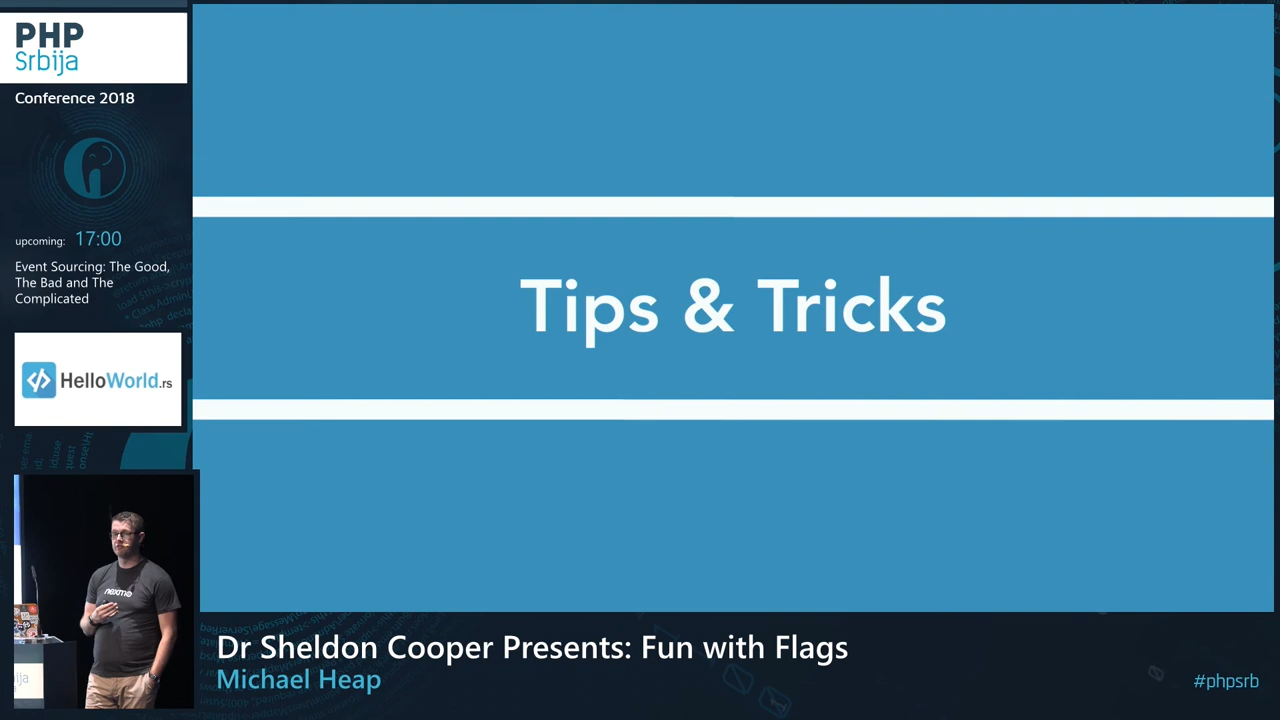 PHP
Srbija
Conference 2018
upcoming: 17:00
Event Sourcing: The Good,
The Bad and The
Complicated
HelloWorld.rs
Tips & Tricks
nexmo
Dr Sheldon Cooper Presents: Fun with Flags
Michael Heap
#phpsrb